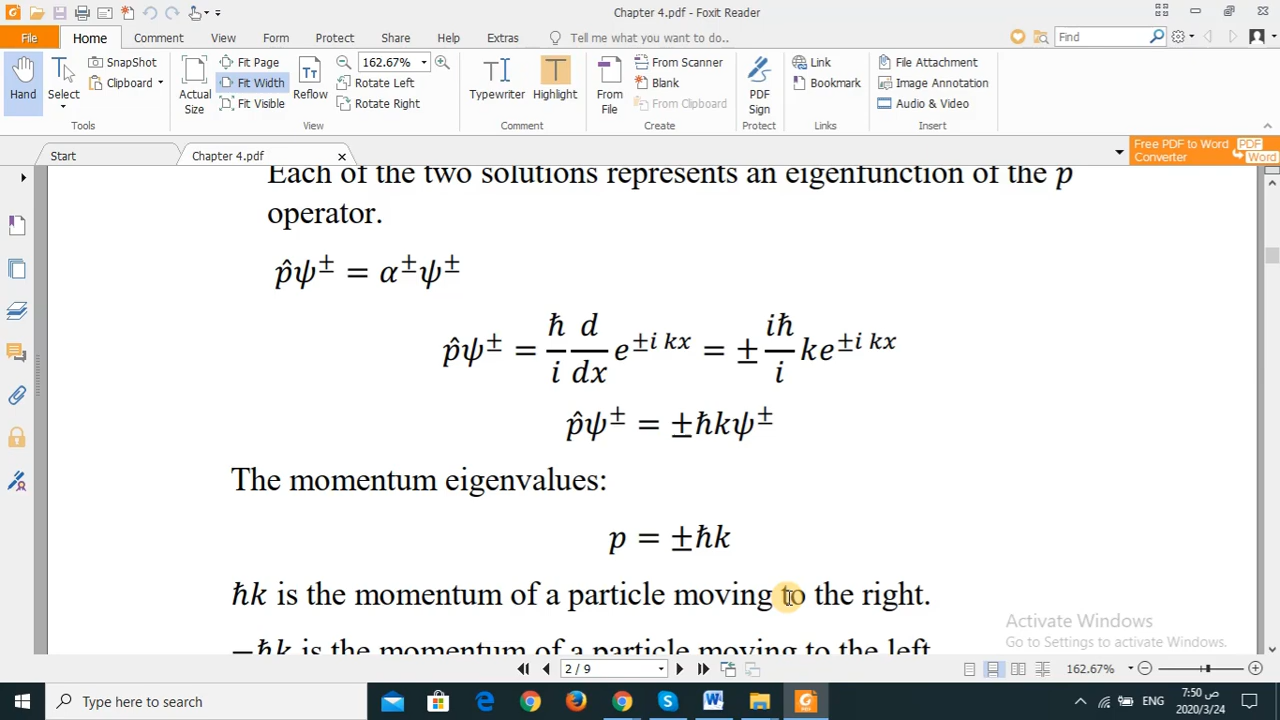 Chapter 4.pdf - Foxit Reader
File Home Comment View Form Protect Share Help Extras Tell me what you want to do.. Find
Hand
Select
SnapShot
Clipboard
Tools
Actual Size
Fit Page
Fit Width
Fit Visible
Reflow
162.67%
Rotate Left
Rotate Right
View
Typewriter
Highlight
Comment
From File
From Scanner
Blank
From Clipboard
Create
PDF Sign
Protect
Link
Bookmark
Links
File Attachment
Image Annotation
Audio & Video
Insert
Start Chapter 4.pdf
Free PDF to Word Converter
PDF Word
Each of the two solutions represents an eigenfunction of the p
operator.
p̂ψ^± = α^±ψ^±
p̂ψ^± = ħ/i d/dx e^{±i kx} = ± iħ/i ke^{±i kx}
p̂ψ^± = ±ħkψ^±
The momentum eigenvalues:
p = ±ħk
ħk is the momentum of a particle moving to the right.
−ħk is the momentum of a particle moving to the left
Activate Windows
Go to Settings to activate Windows.
2 / 9 162.67%
Type here to search
ENG
7:50 ص
2020/3/24